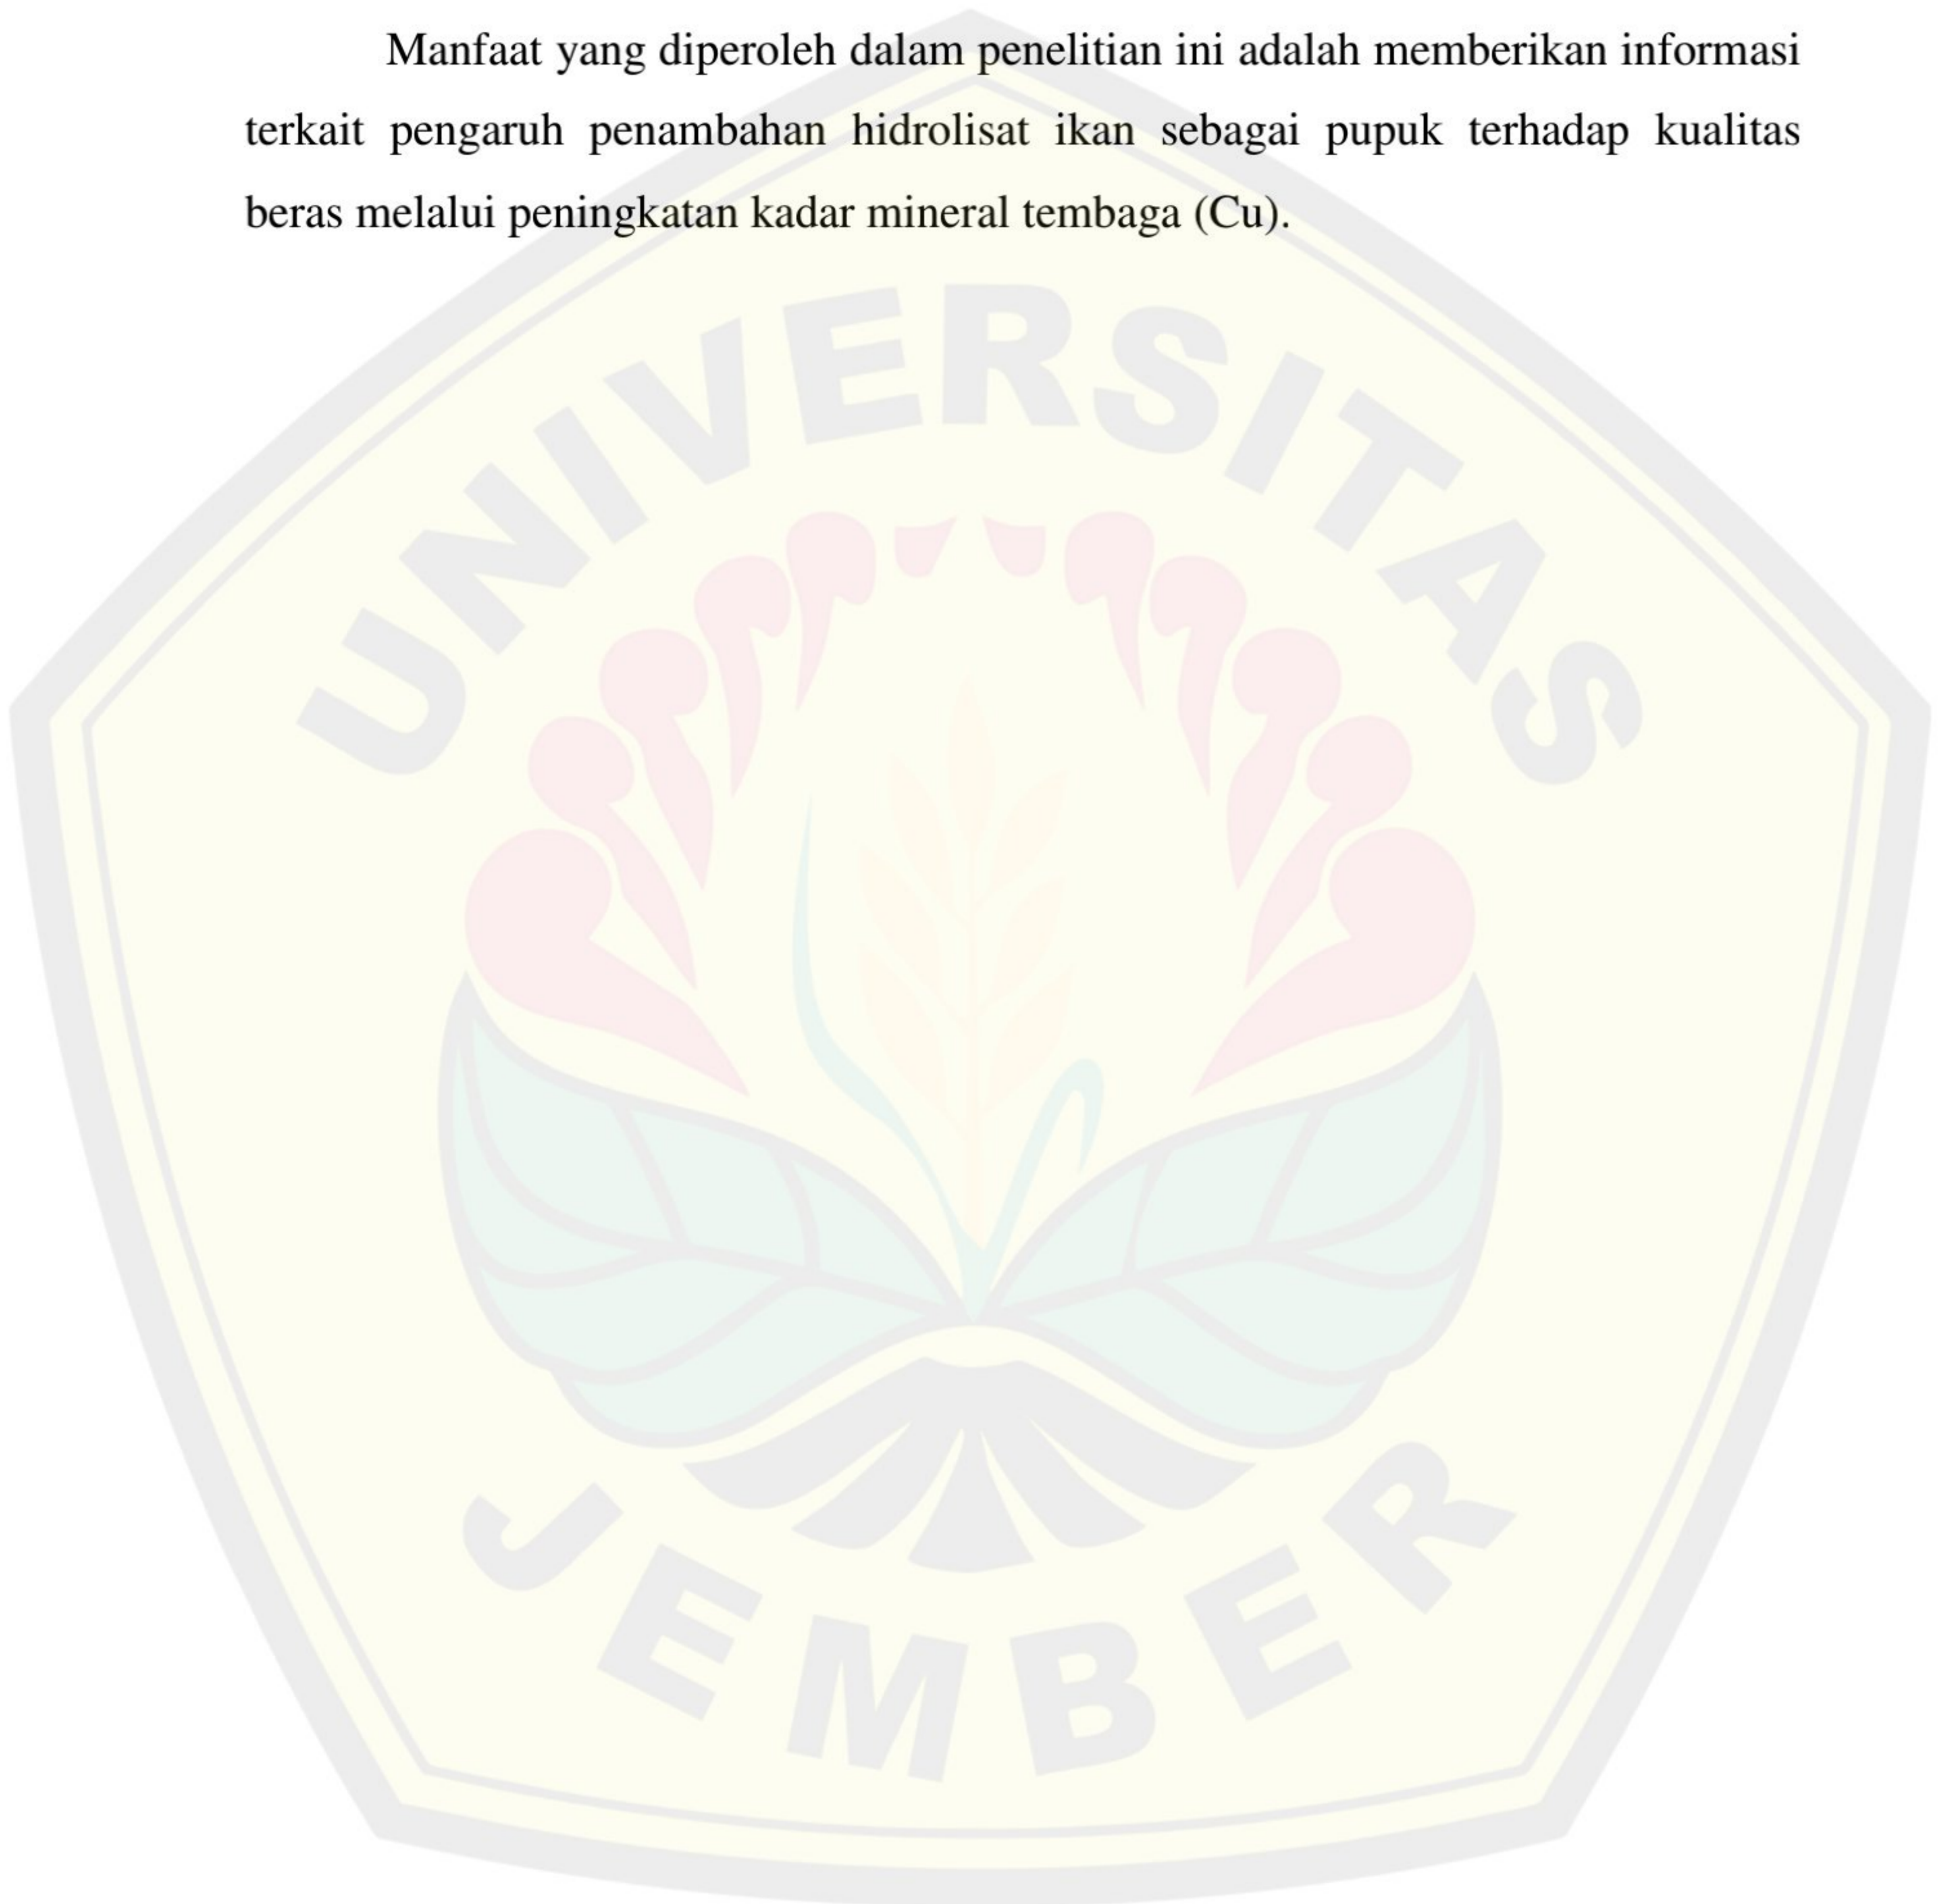 Manfaat yang diperoleh dalam penelitian ini adalah memberikan informasi
terkait pengaruh penambahan hidrolisat ikan sebagai pupuk terhadap kualitas
beras melalui peningkatan kadar mineral tembaga (Cu).
UNIVERSITAS
JEMBER